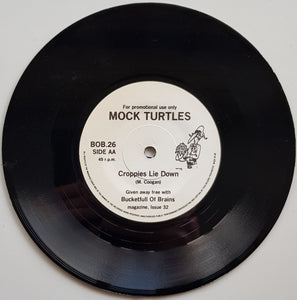 For promotional use only
MOCK TURTLES
BOB.26
SIDE AA
45 r.p.m.
Croppies Lie Down
(M. Coogan)
Given away free with
Bucketfull Of Brains
magazine, Issue 32